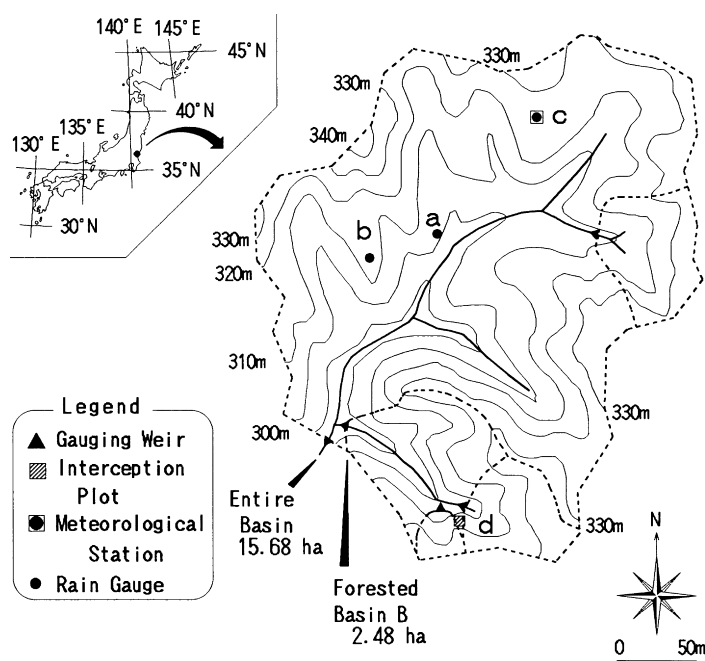 140°E 145°E
45°N
40°N
130°E 135°E
35°N
30°N
330m
330m
340m
330m
320m
310m
300m
330m
330m
c
a
b
d
Legend
Gauging Weir
Interception
Plot
Meteorological
Station
Rain Gauge
Entire
Basin
15.68 ha
Forested
Basin B
2.48 ha
N
0 50m